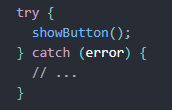 try {
  showButton();
} catch (error) {
  // ...
}